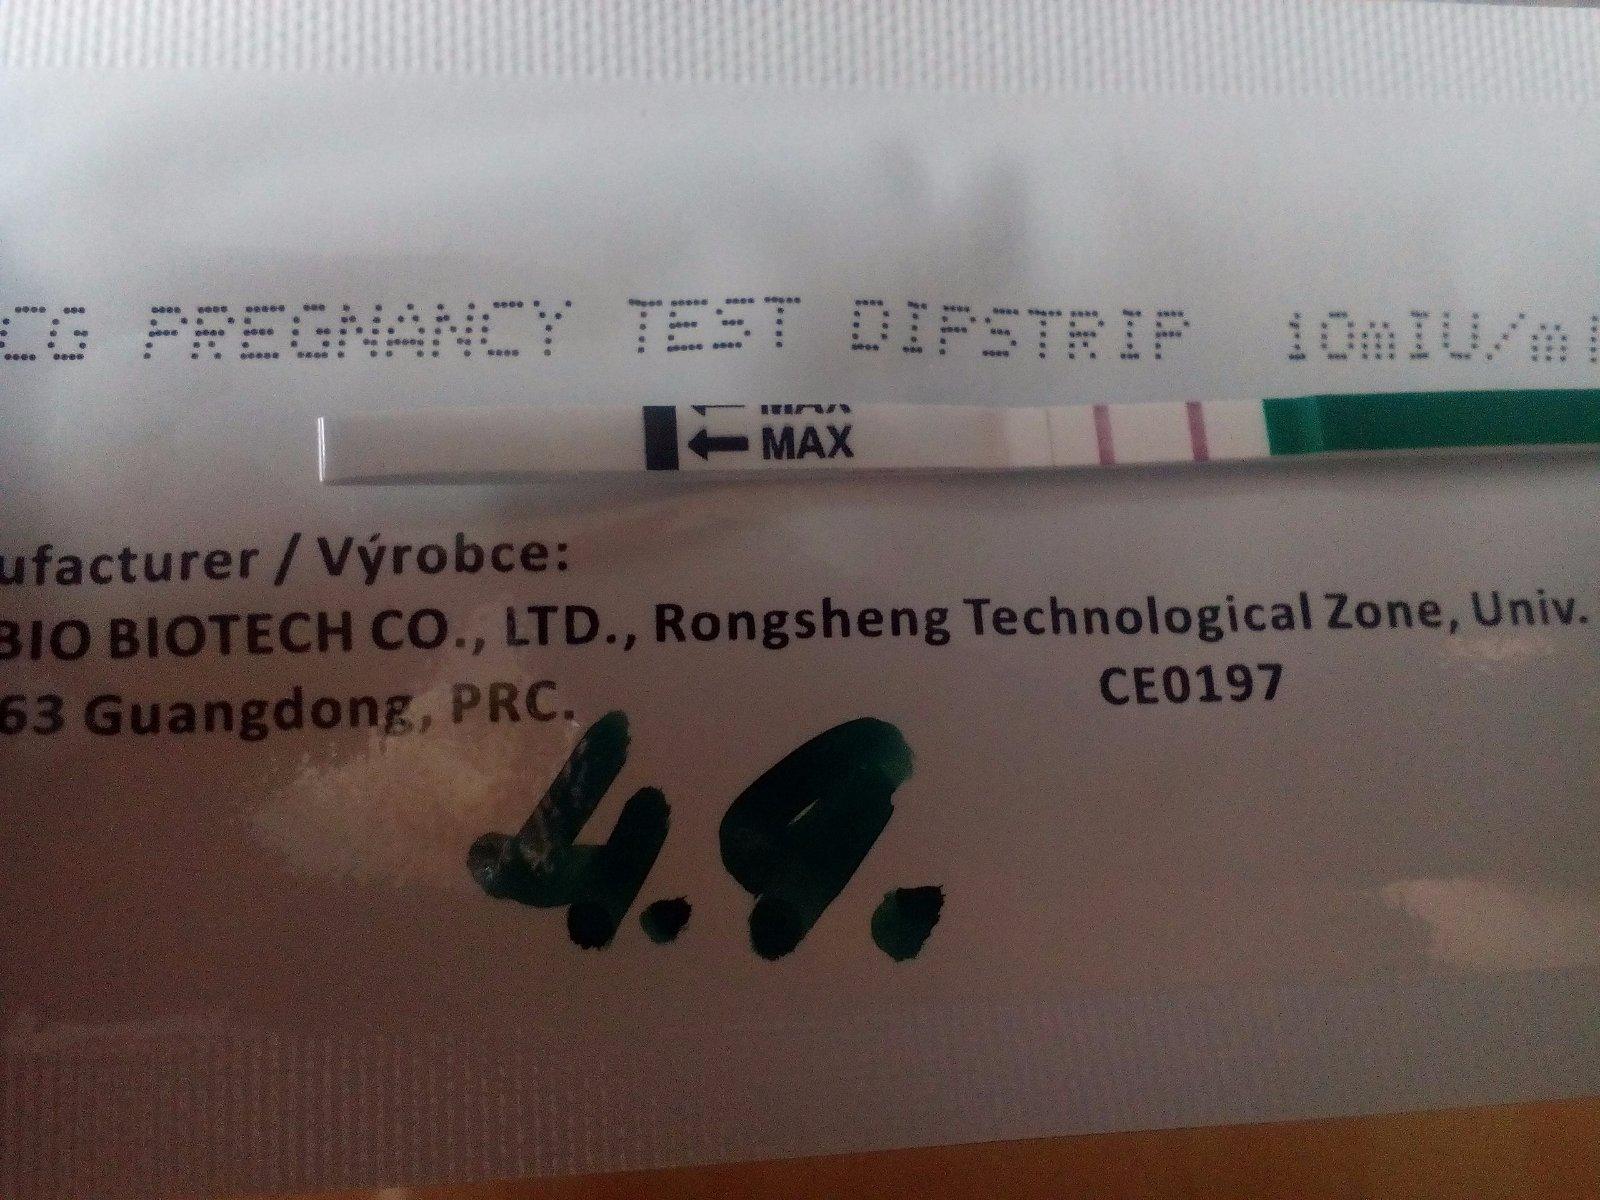 CG PREGNANCY TEST DIPSTRIP 10mIU/ml
MAX
MAX
ufacturer / Výrobce:
BIO BIOTECH CO., LTD., Rongsheng Technological Zone, Univ.
63 Guangdong, PRC.
CE0197
4.9.